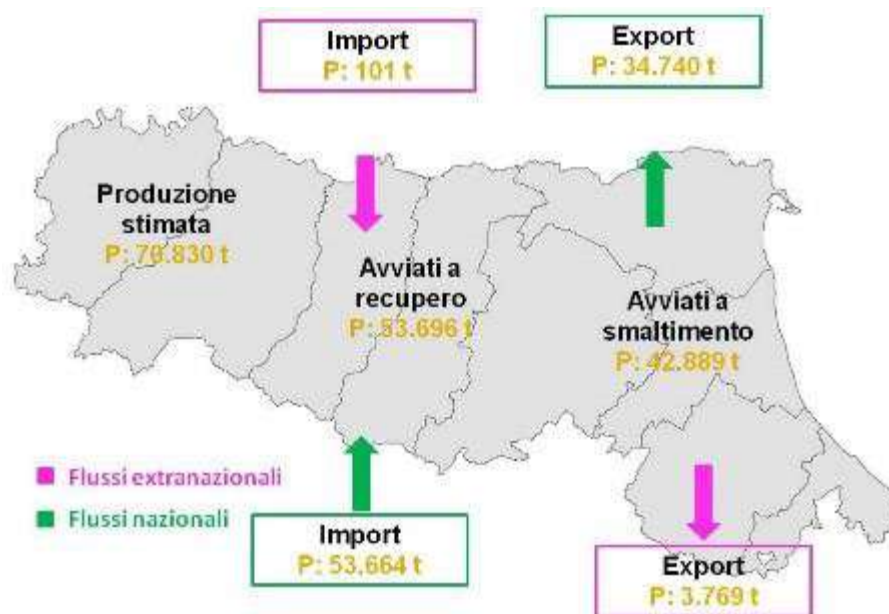 Import
P: 101 t
Export
P: 34.740 t
Produzione
stimata
P: 70.830 t
Avviati a
recupero
P: 53.696 t
Avviati a
smaltimento
P: 42.889 t
Flussi extranazionali
Flussi nazionali
Import
P: 53.664 t
Export
P: 3.769 t